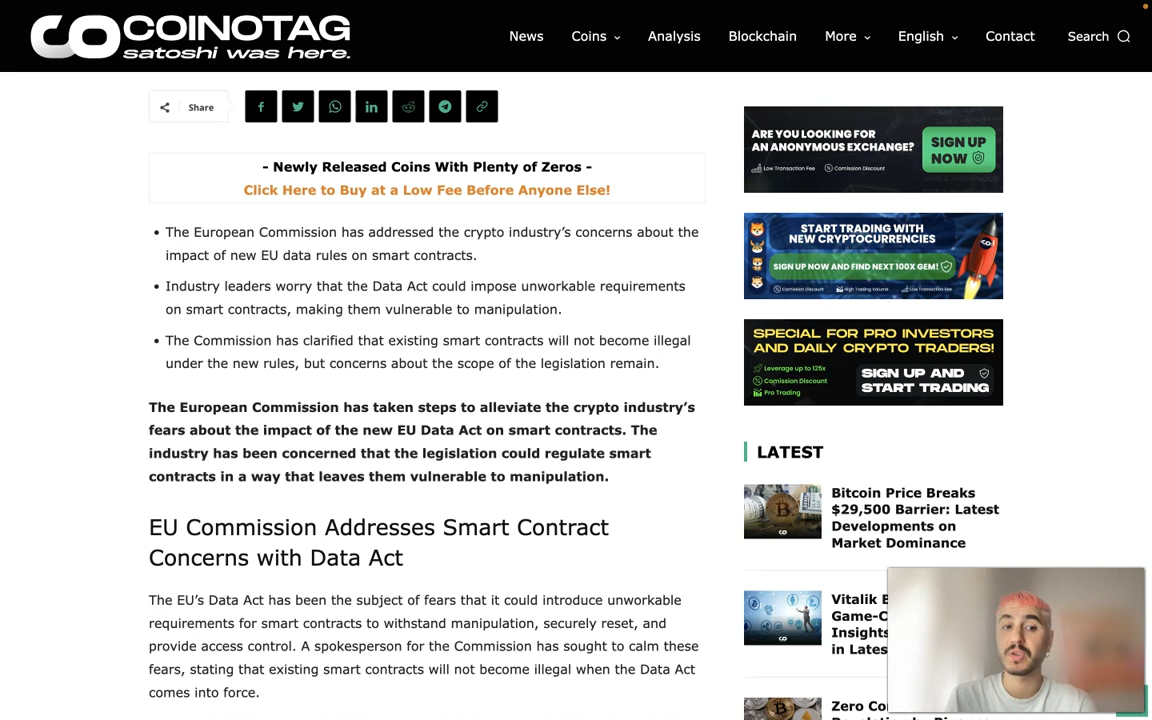 COINOTAG
satoshi was here.
News
Coins
Analysis
Blockchain
More
English
Contact
Search
Share
- Newly Released Coins With Plenty of Zeros -
Click Here to Buy at a Low Fee Before Anyone Else!
• The European Commission has addressed the crypto industry’s concerns about the
impact of new EU data rules on smart contracts.
• Industry leaders worry that the Data Act could impose unworkable requirements
on smart contracts, making them vulnerable to manipulation.
• The Commission has clarified that existing smart contracts will not become illegal
under the new rules, but concerns about the scope of the legislation remain.
The European Commission has taken steps to alleviate the crypto industry’s
fears about the impact of the new EU Data Act on smart contracts. The
industry has been concerned that the legislation could regulate smart
contracts in a way that leaves them vulnerable to manipulation.
EU Commission Addresses Smart Contract
Concerns with Data Act
The EU’s Data Act has been the subject of fears that it could introduce unworkable
requirements for smart contracts to withstand manipulation, securely reset, and
provide access control. A spokesperson for the Commission has sought to calm these
fears, stating that existing smart contracts will not become illegal when the Data Act
comes into force.
ARE YOU LOOKING FOR
AN ANONYMOUS EXCHANGE?
Low Transaction Fee
Comission Discount
SIGN UP
NOW
START TRADING WITH
NEW CRYPTOCURRENCIES
SIGN UP NOW AND FIND NEXT 100X GEM!
Comission Discount
High Trading Volume
Low Transaction Fee
SPECIAL FOR PRO INVESTORS
AND DAILY CRYPTO TRADERS!
Leverage up to 125x
Comission Discount
Pro Trading
SIGN UP AND
START TRADING
LATEST
Bitcoin Price Breaks
$29,500 Barrier: Latest
Developments on
Market Dominance
Vitalik
Game-C
Insights
in Lates
Zero Co